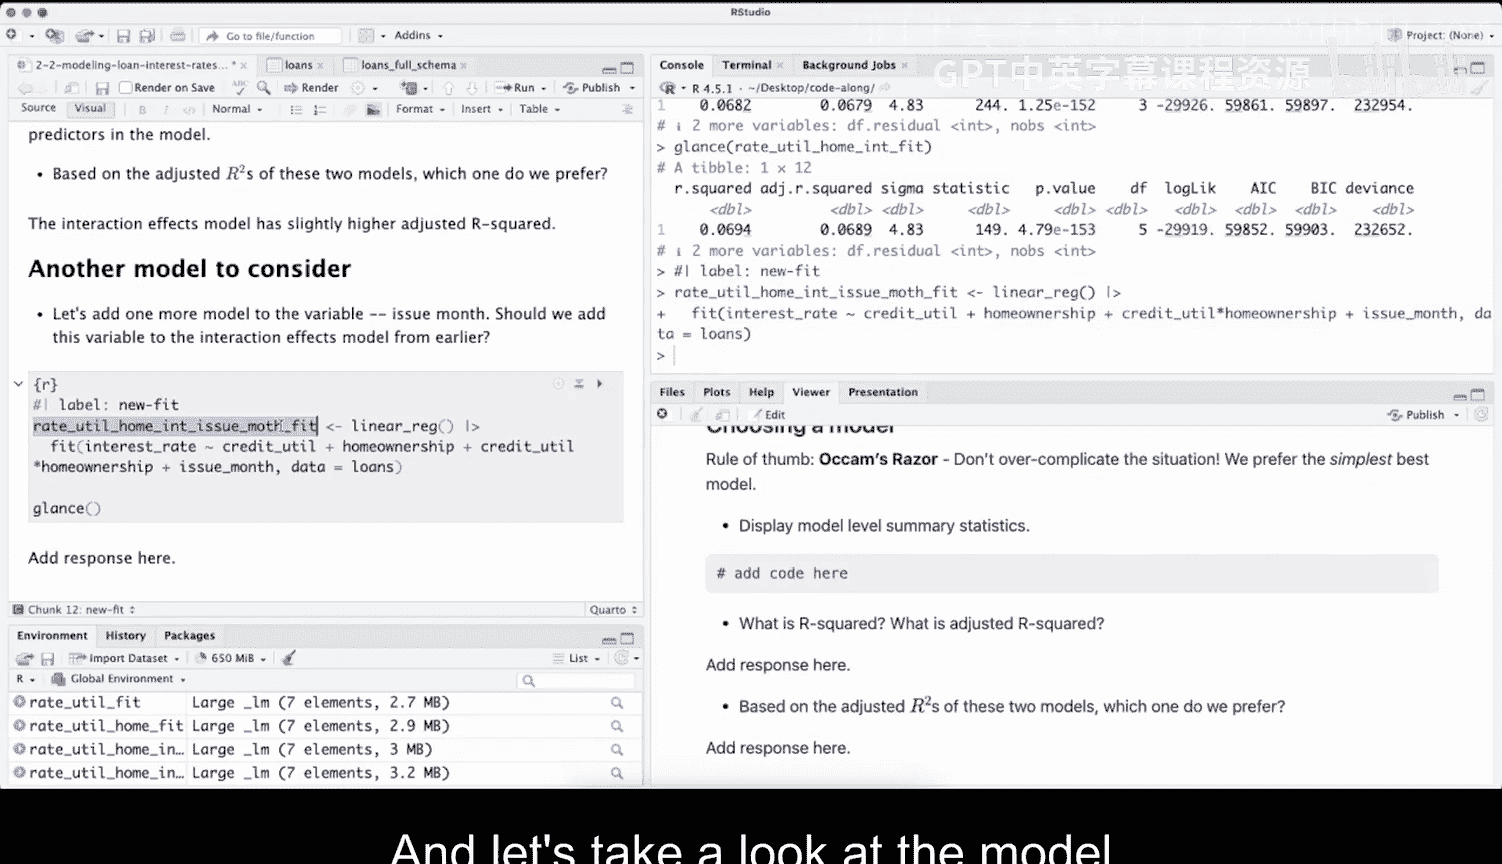 RStudio
Go to file/function
Addins
Project: (None)
2-2-modeling-loan-interest-rates... *
loans
loans_full_schema
Render on Save
ABC
Render
Run
Publish
Source
Visual
B
I
</>
Normal
Format
Insert
Table
predictors in the model.
• Based on the adjusted R²s of these two models, which one do we prefer?
The interaction effects model has slightly higher adjusted R-squared.
Another model to consider
• Let's add one more model to the variable -- issue month. Should we add
this variable to the interaction effects model from earlier?
{r}
#| label: new-fit
rate_util_home_int_issue_moth_fit <- linear_reg() |>
fit(interest_rate ~ credit_util + homeownership + credit_util
*homeownership + issue_month, data = loans)
glance()
Add response here.
Chunk 12: new-fit
Quarto
Environment
History
Packages
Import Dataset
650 MiB
List
R
Global Environment
rate_util_fit Large _lm (7 elements, 2.7 MB)
rate_util_home_fit Large _lm (7 elements, 2.9 MB)
rate_util_home_in… Large _lm (7 elements, 3 MB)
rate_util_home_in… Large _lm (7 elements, 3.2 MB)
Console
Terminal
Background Jobs
GPT中英字幕课程资源
R 4.5.1 · ~/Desktop/code-along/
1 0.0682 0.0679 4.83 244. 1.25e-152 3 -29926. 59861. 59897. 232954.
# ℹ 2 more variables: df.residual <int>, nobs <int>
> glance(rate_util_home_int_fit)
# A tibble: 1 × 12
r.squared adj.r.squared sigma statistic p.value df logLik AIC BIC deviance
<dbl> <dbl> <dbl> <dbl> <dbl> <dbl> <dbl> <dbl> <dbl> <dbl>
1 0.0694 0.0689 4.83 149. 4.79e-153 5 -29919. 59852. 59903. 232652.
# ℹ 2 more variables: df.residual <int>, nobs <int>
> #| label: new-fit
> rate_util_home_int_issue_moth_fit <- linear_reg() |>
+ fit(interest_rate ~ credit_util + homeownership + credit_util*homeownership + issue_month, da
ta = loans)
>
Files
Plots
Help
Viewer
Presentation
Edit
Publish
Choosing a model
Rule of thumb: Occam's Razor - Don't over-complicate the situation! We prefer the simplest best
model.
• Display model level summary statistics.
# add code here
• What is R-squared? What is adjusted R-squared?
Add response here.
• Based on the adjusted R²s of these two models, which one do we prefer?
Add response here.
And let's take a look at the model